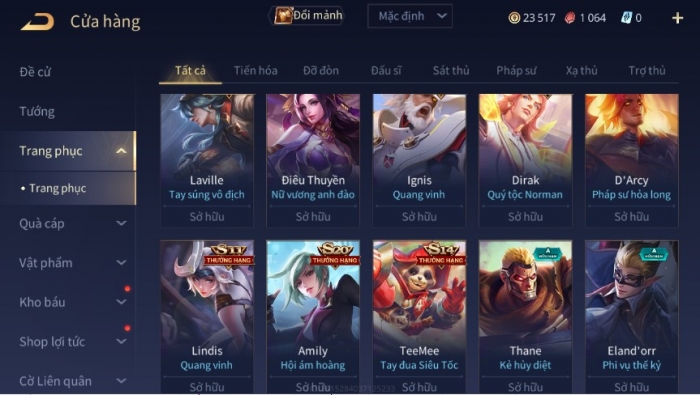 Cửa hàng
Đổi mảnh
Mặc định
23 517
1 064
0
Đề cử
Tướng
Trang phục
• Trang phục
Quà cáp
Vật phẩm
Kho báu
Shop lợi tức
Cờ Liên quân
Tất cả Tiến hóa Đỡ đòn Đấu sĩ Sát thủ Pháp sư Xạ thủ Trợ thủ
Laville
Tay súng vô địch
Sở hữu
Điêu Thuyền
Nữ vương anh đào
Sở hữu
Ignis
Quang vinh
Sở hữu
Dirak
Quý tộc Norman
Sở hữu
D'Arcy
Pháp sư hỏa long
Sở hữu
S11
THƯỞNG HẠNG
Lindis
Quang vinh
Sở hữu
S20
THƯỞNG HẠNG
Amily
Hội ám hoàng
Sở hữu
S14
THƯỞNG HẠNG
TeeMee
Tay đua Siêu Tốc
Sở hữu
Thane
Kẻ hủy diệt
Sở hữu
Eland'orr
Phi vụ thế kỷ
Sở hữu